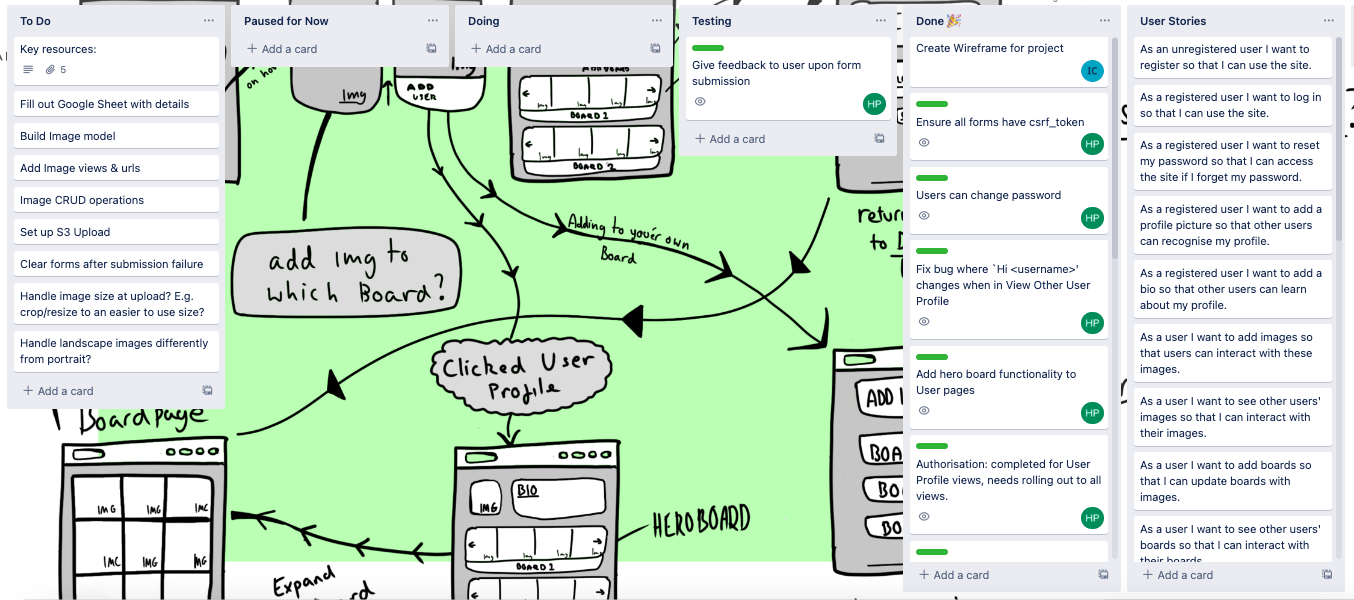 To Do
Key resources:
5
Fill out Google Sheet with details
Build Image model
Add Image views & urls
Image CRUD operations
Set up S3 Upload
Clear forms after submission failure
Handle image size at upload? E.g.
crop/resize to an easier to use size?
Handle landscape images differently
from portrait?
+ Add a card
Paused for Now
+ Add a card
Doing
+ Add a card
Testing
Give feedback to user upon form
submission
HP
+ Add a card
Done 🎉
Create Wireframe for project
IC
Ensure all forms have csrf_token
HP
Users can change password
HP
Fix bug where `Hi <username>'
changes when in View Other User
Profile
HP
Add hero board functionality to
User pages
HP
Authorisation: completed for User
Profile views, needs rolling out to all
views.
HP
+ Add a card
User Stories
As an unregistered user I want to
register so that I can use the site.
As a registered user I want to log in
so that I can use the site.
As a registered user I want to reset
my password so that I can access
the site if I forget my password.
As a registered user I want to add a
profile picture so that other users
can recognise my profile.
As a registered user I want to add a
bio so that other users can learn
about my profile.
As a user I want to add images so
that users can interact with these
images.
As a user I want to see other users'
images so that I can interact with
their images.
As a user I want to add boards so
that I can update boards with
images.
As a user I want to see other users'
boards so that I can interact with
their boards.
+ Add a card
on
Img
ADD
USER
Img
Img
Img
Img
BOARD 1
Img
Img
Img
Img
BOARD 2
add img to
which Board?
Adding to your own
Board
return
to
Clicked User
Profile
Board page
IMG
IMG
IMG
IMG
IMG
IMG
Expand
IMG
BIO
Img
Img
Img
Img
BOARD 1
HEROBOARD
ADD
BOA
BO
BO